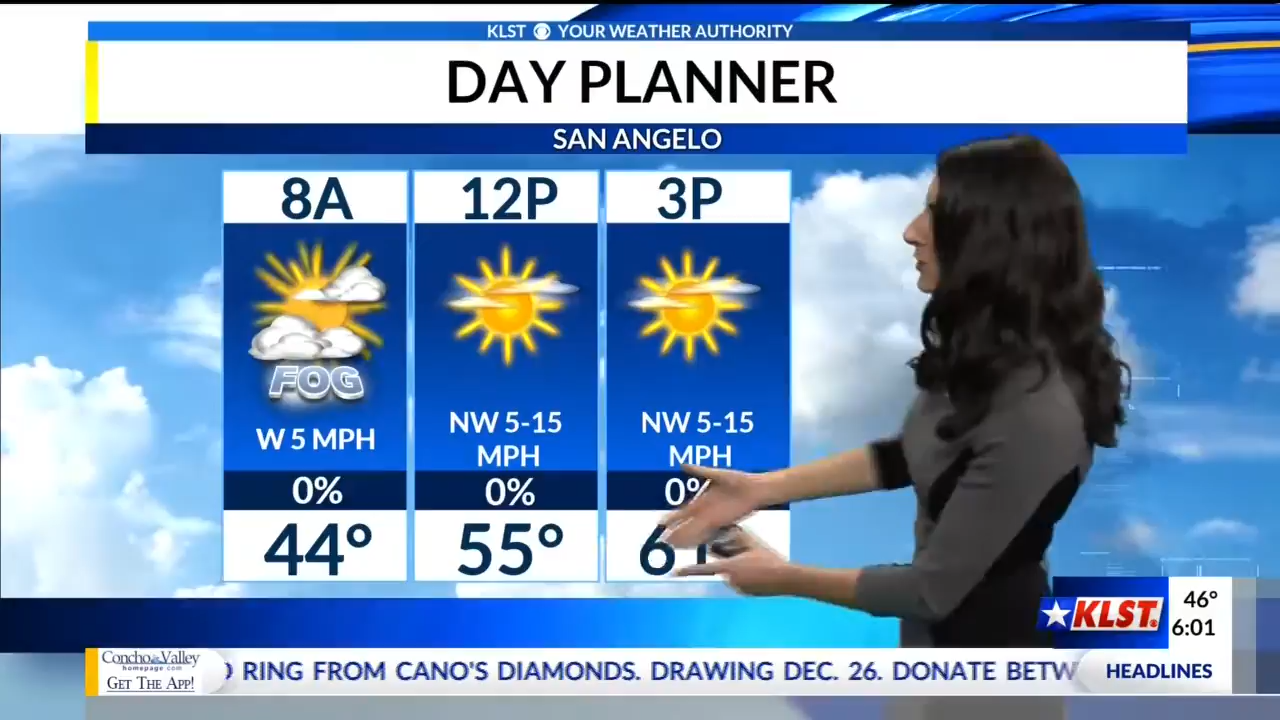 KLST YOUR WEATHER AUTHORITY
DAY PLANNER
SAN ANGELO
8A
FOG
W 5 MPH
0%
44°
12P
NW 5-15
MPH
0%
55°
3P
NW 5-15
MPH
0%
61°
KLST
46°
6:01
Concho Valley
homepage.com
GET THE APP!
RING FROM CANO'S DIAMONDS. DRAWING DEC. 26. DONATE BETW
HEADLINES